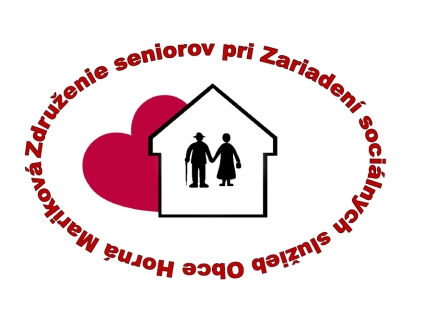 Združenie seniorov pri Zariadení sociálnych služieb Obce Horná Mariková